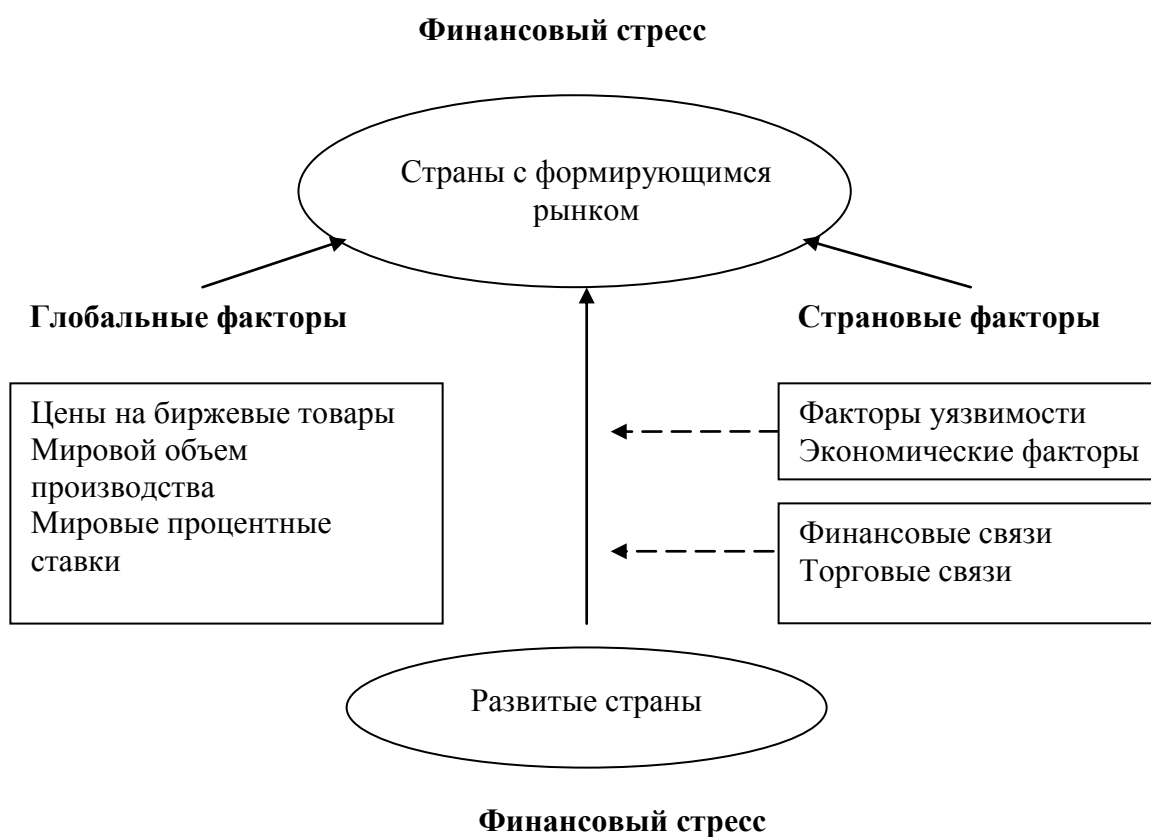 Финансовый стресс
Страны с формирующимся
рынком
Глобальные факторы
Страновые факторы
Цены на биржевые товары
Мировой объем
производства
Мировые процентные
ставки
Факторы уязвимости
Экономические факторы
Финансовые связи
Торговые связи
Развитые страны
Финансовый стресс